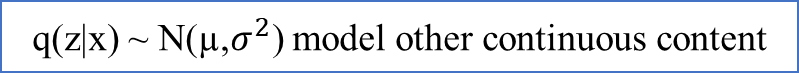 q(z|x) ~ N(μ,σ²) model other continuous content